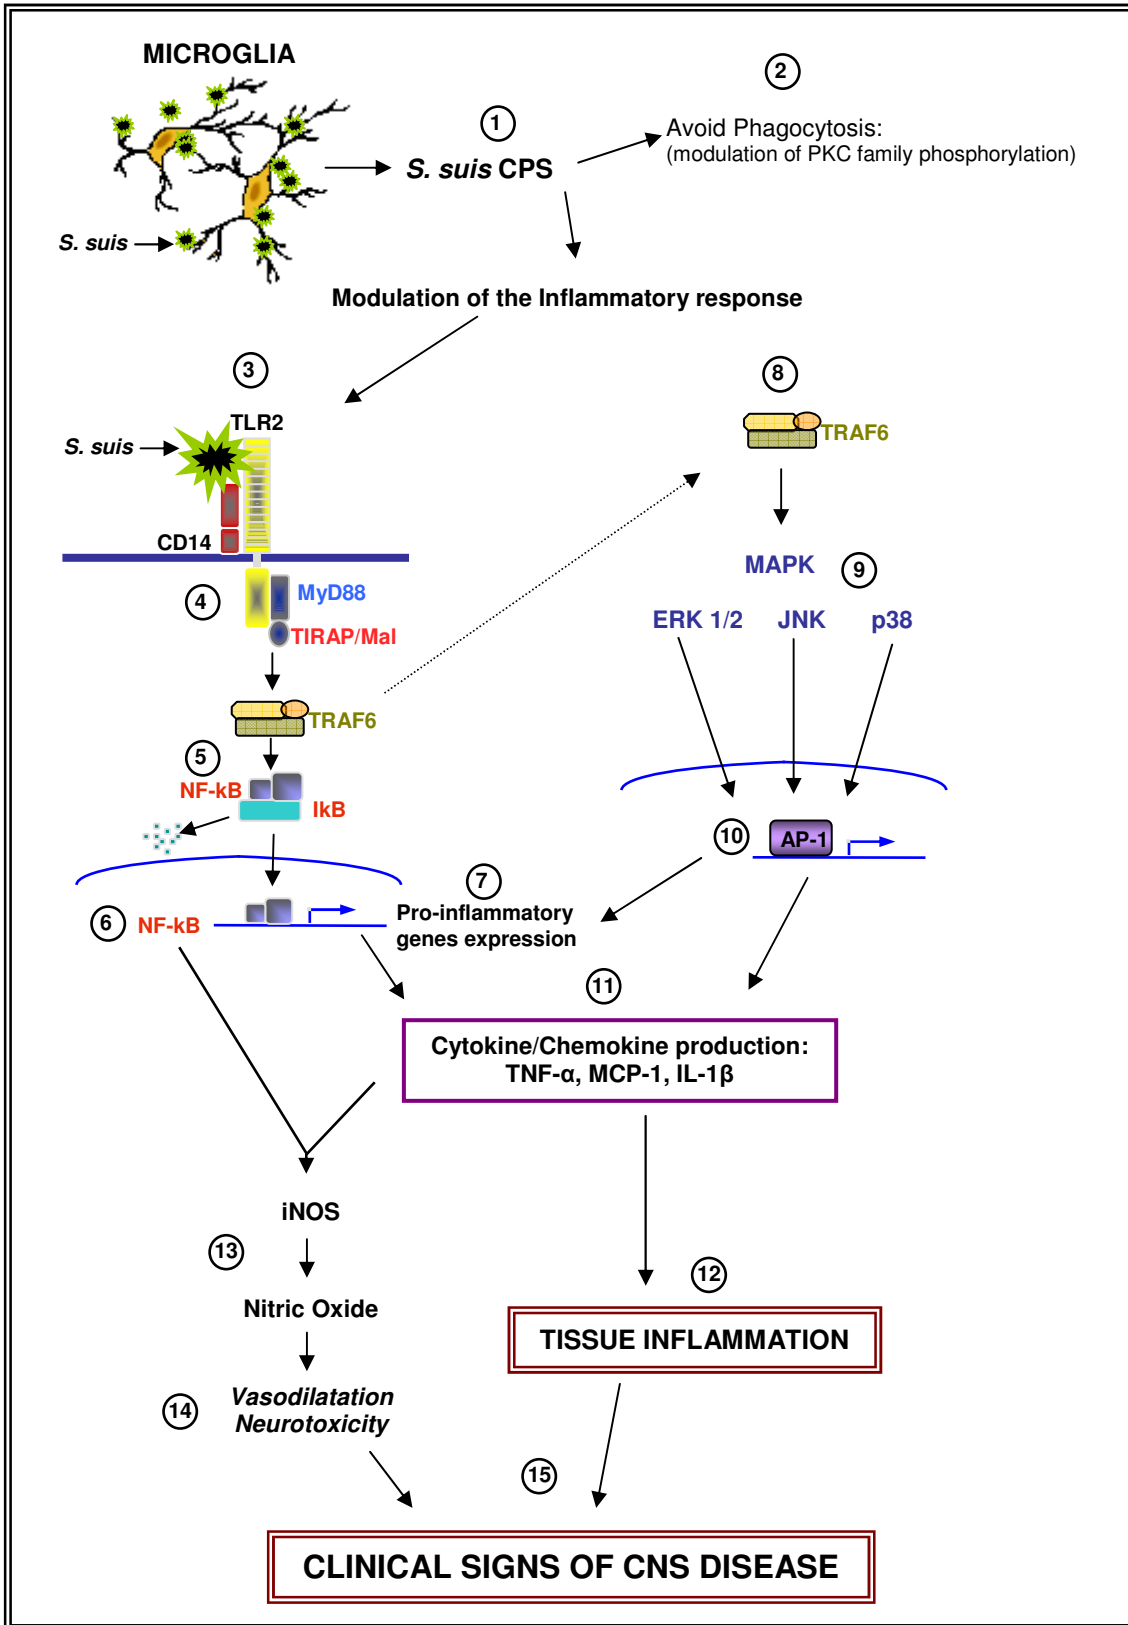 MICROGLIA
2
1
Avoid Phagocytosis:
(modulation of PKC family phosphorylation)
S. suis CPS
S. suis
Modulation of the Inflammatory response
3
8
TLR2
S. suis
TRAF6
CD14
MAPK
9
4
MyD88
ERK 1/2 JNK p38
TIRAP/Mal
TRAF6
5
NF-kB
IkB
10
AP-1
7
6
NF-kB
Pro-inflammatory
genes expression
11
Cytokine/Chemokine production:
TNF-α, MCP-1, IL-1β
iNOS
13
12
Nitric Oxide
TISSUE INFLAMMATION
14
Vasodilatation
Neurotoxicity
15
CLINICAL SIGNS OF CNS DISEASE